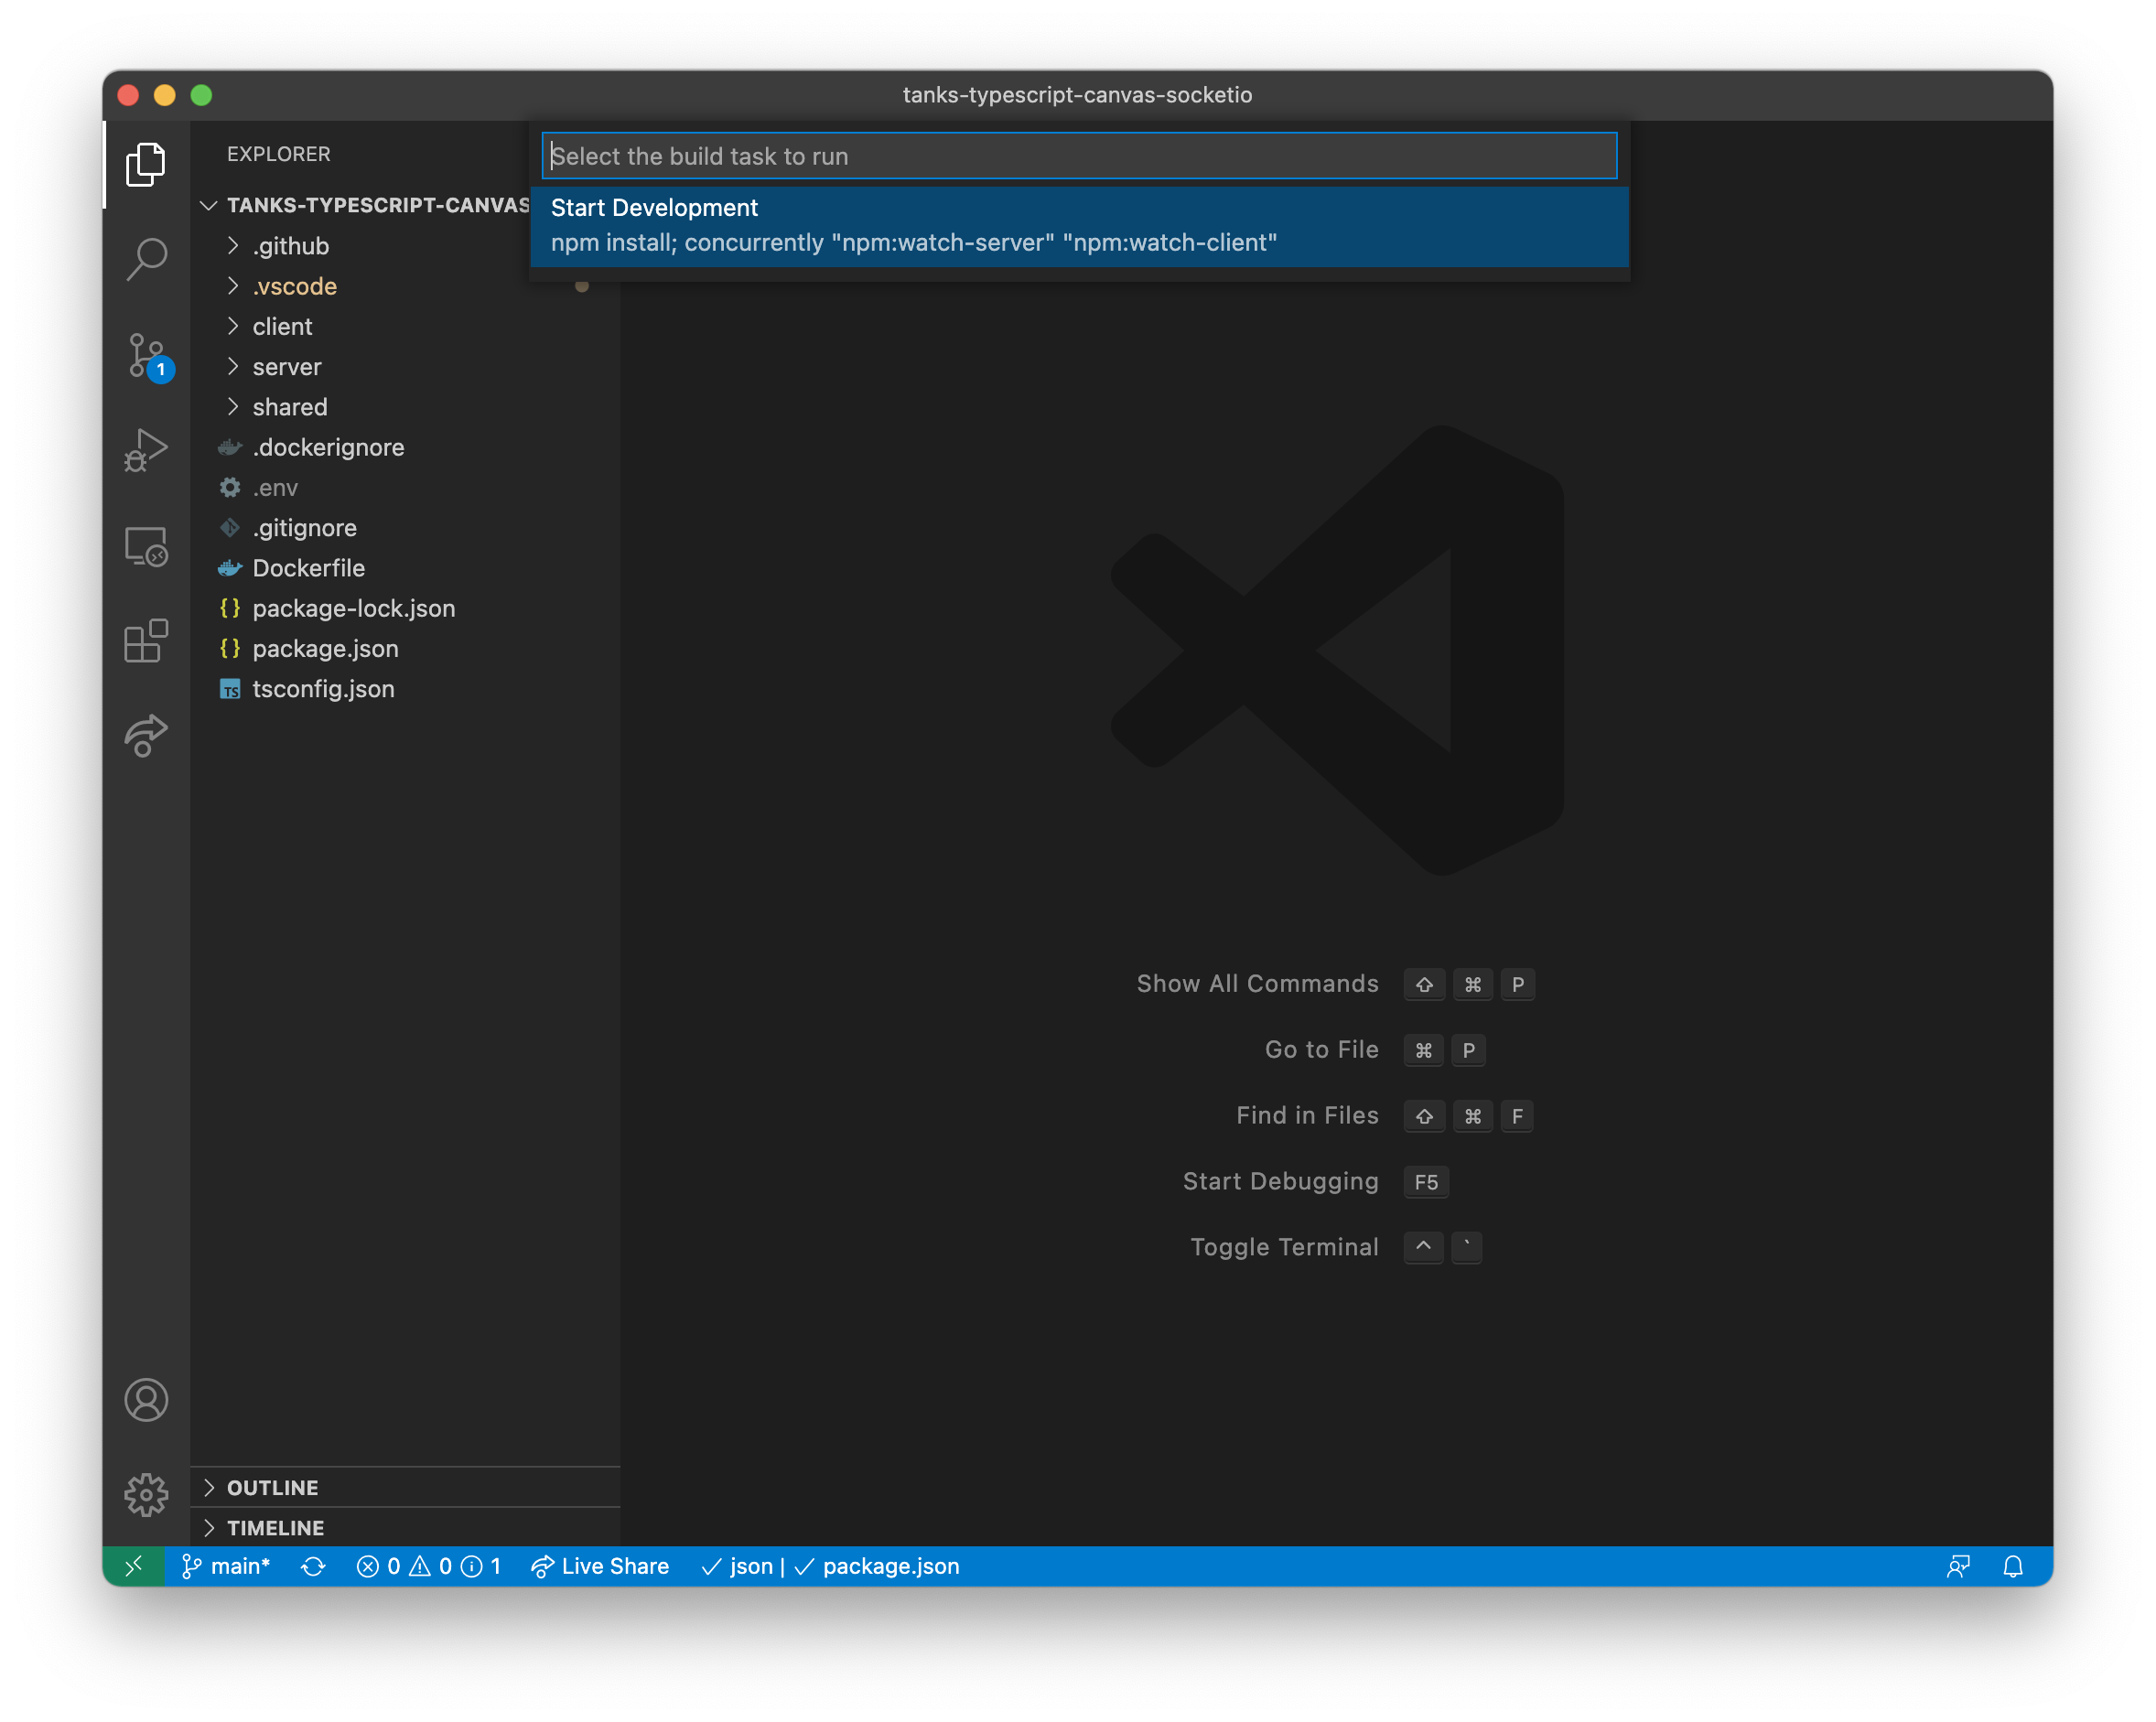 tanks-typescript-canvas-socketio
EXPLORER
TANKS-TYPESCRIPT-CANVAS
.github
.vscode
client
server
shared
.dockerignore
.env
.gitignore
Dockerfile
{} package-lock.json
{} package.json
TS tsconfig.json
OUTLINE
TIMELINE
1
Select the build task to run
Start Development
npm install; concurrently "npm:watch-server" "npm:watch-client"
Show All Commands ⇧ ⌘ P
Go to File ⌘ P
Find in Files ⇧ ⌘ F
Start Debugging F5
Toggle Terminal ^ `
main* 0 0 1 Live Share ✓ json | ✓ package.json